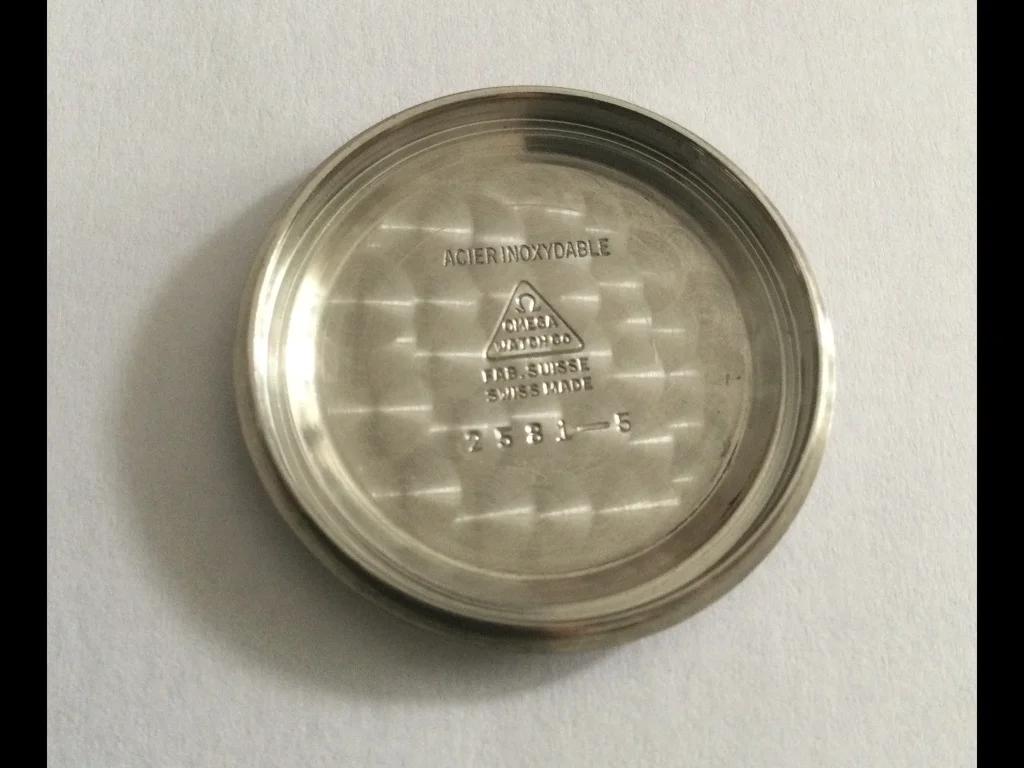 ACIER INOXYDABLE
Ω
OMEGA
WATCH CO
FAB. SUISSE
SWISS MADE
2581-5